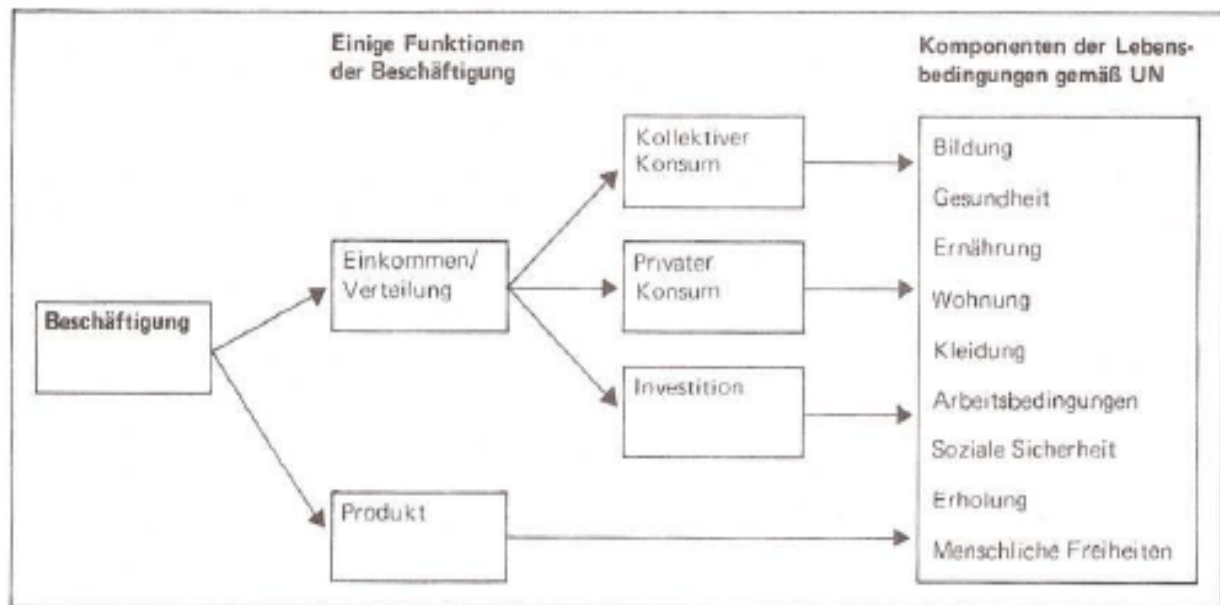 Einige Funktionen
der Beschäftigung
Komponenten der Lebens-
bedingungen gemäß UN
Beschäftigung
Einkommen/
Verteilung
Produkt
Kollektiver
Konsum
Privater
Konsum
Investition
Bildung
Gesundheit
Ernährung
Wohnung
Kleidung
Arbeitsbedingungen
Soziale Sicherheit
Erholung
Menschliche Freiheiten